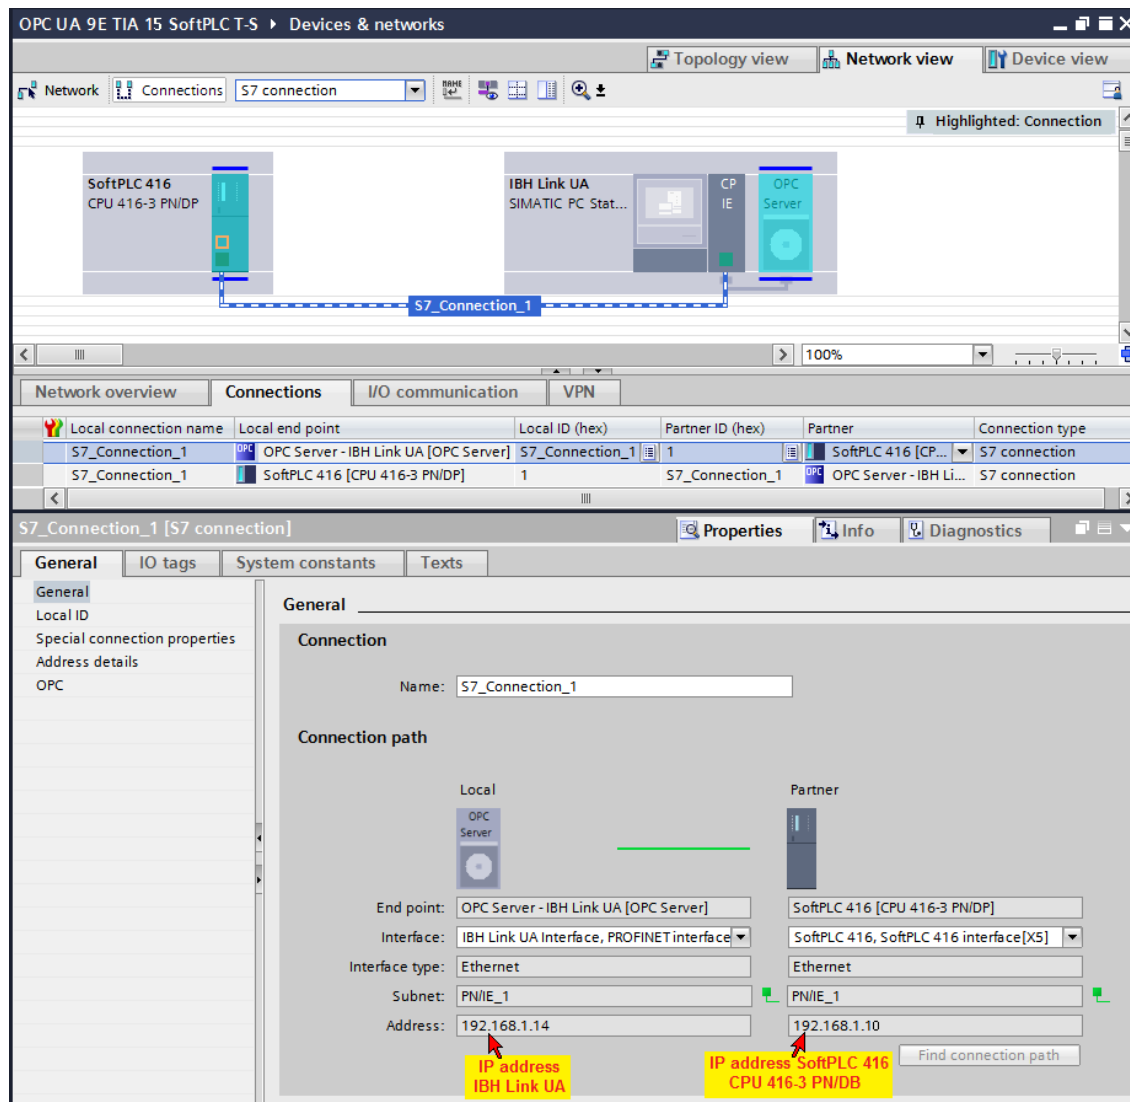 OPC UA 9E TIA 15 SoftPLC T-S ▸ Devices & networks
Topology view Network view Device view
Network Connections S7 connection
Highlighted: Connection
SoftPLC 416
CPU 416-3 PN/DP
IBH Link UA
SIMATIC PC Stat...
CP
IE
OPC
Server
S7_Connection_1
100%
Network overview Connections I/O communication VPN
Local connection name Local end point Local ID (hex) Partner ID (hex) Partner Connection type
S7_Connection_1 OPC OPC Server - IBH Link UA [OPC Server] S7_Connection_1 1 SoftPLC 416 [CP... S7 connection
S7_Connection_1 SoftPLC 416 [CPU 416-3 PN/DP] 1 S7_Connection_1 OPC OPC Server - IBH Li... S7 connection
S7_Connection_1 [S7 connection] Properties Info Diagnostics
General IO tags System constants Texts
General
Local ID
Special connection properties
Address details
OPC
General
Connection
Name: S7_Connection_1
Connection path
Local Partner
OPC
Server
End point: OPC Server - IBH Link UA [OPC Server] SoftPLC 416 [CPU 416-3 PN/DP]
Interface: IBH Link UA Interface, PROFINET interface SoftPLC 416, SoftPLC 416 interface[X5]
Interface type: Ethernet Ethernet
Subnet: PN/IE_1 PN/IE_1
Address: 192.168.1.14 192.168.1.10
Find connection path
IP address
IBH Link UA
IP address SoftPLC 416
CPU 416-3 PN/DB